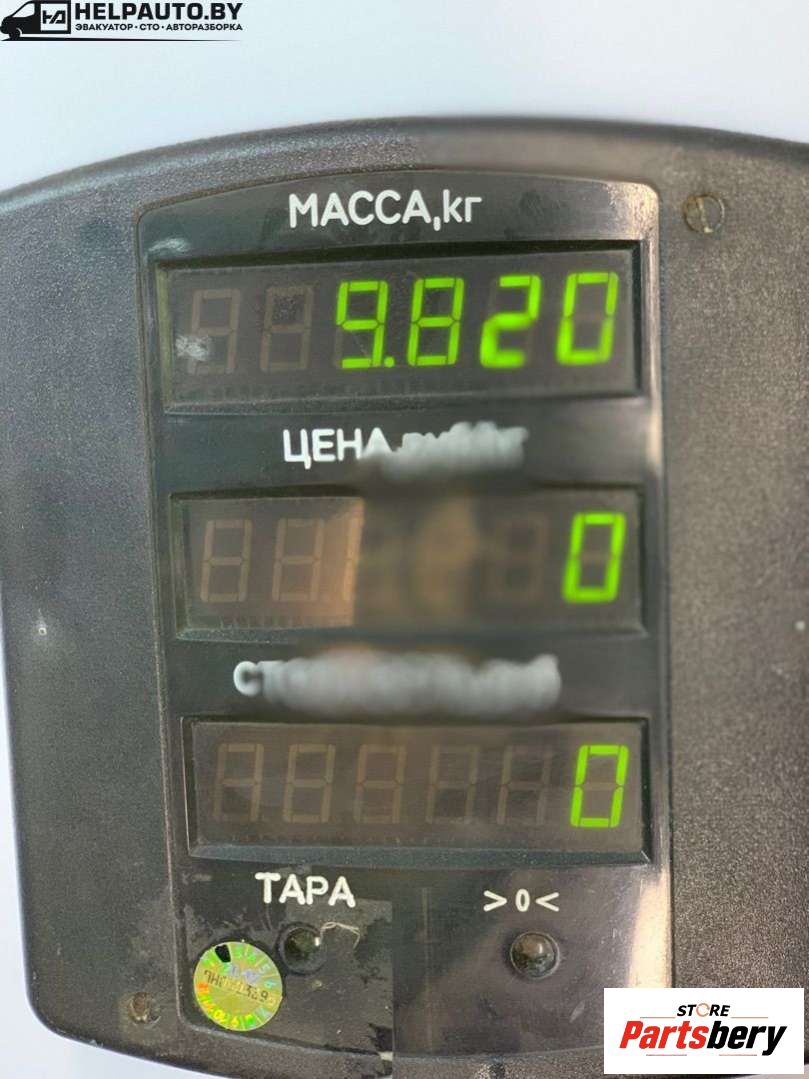 HELPAUTO.BY
ЭВАКУАТОР • СТО • АВТОРАЗБОРКА
МАССА,кг
9.820
ЦЕНА
0
0
ТАРА
>0<
STORE
Partsbery